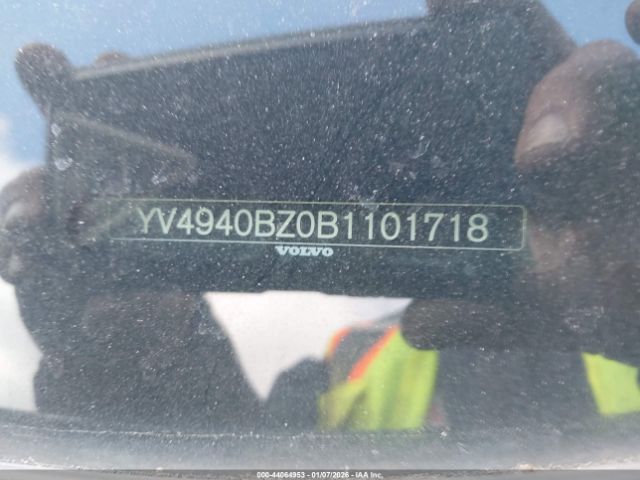 YV4940BZ0B1101718
VOLVO
000-44064953 | 01/07/2026 | IAA Inc.